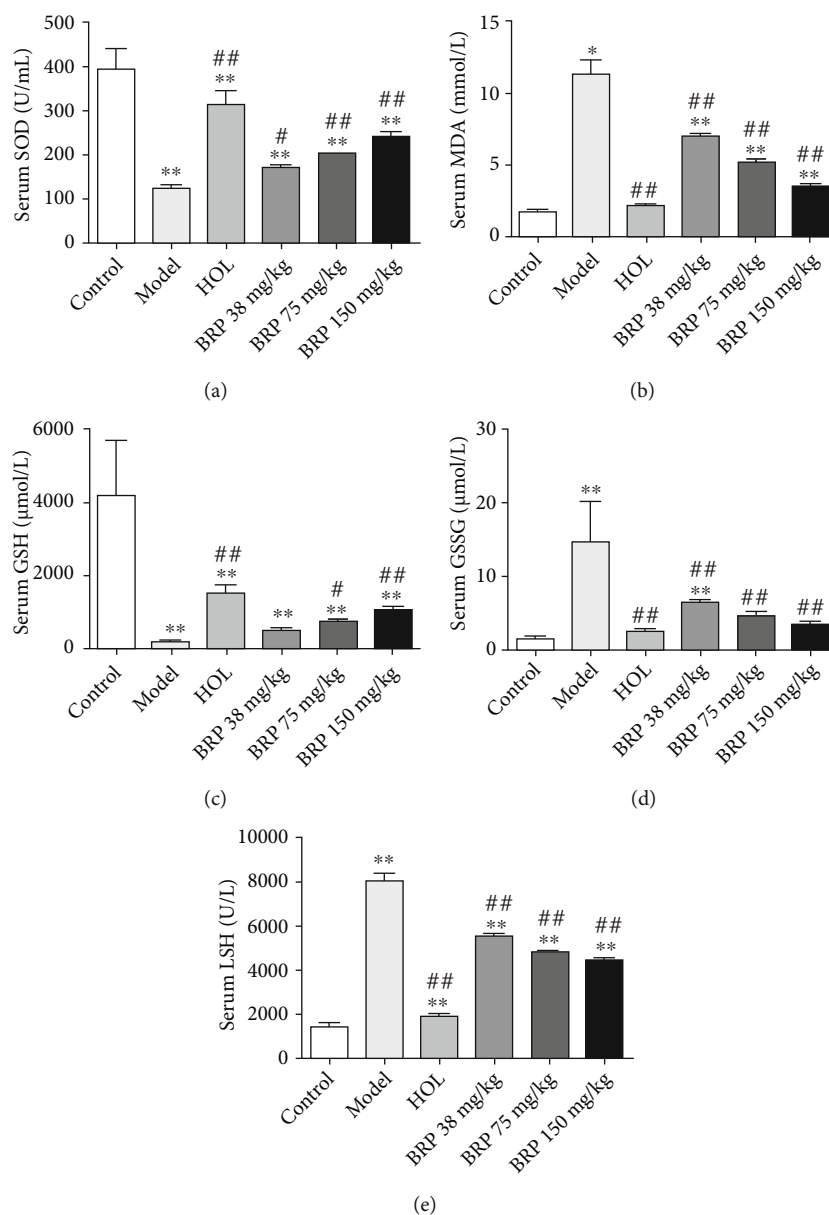 Serum SOD (U/mL)
500
400
300
200
100
0
**
##
**
#
**
##
**
##
**
Control
Model
HOL
BRP 38 mg/kg
BRP 75 mg/kg
BRP 150 mg/kg
(a)
Serum MDA (mmol/L)
15
10
5
0
*
##
##
**
##
**
##
**
Control
Model
HOL
BRP 38 mg/kg
BRP 75 mg/kg
BRP 150 mg/kg
(b)
Serum GSH (μmol/L)
6000
4000
2000
0
**
##
**
**
#
**
##
**
Control
Model
HOL
BRP 38 mg/kg
BRP 75 mg/kg
BRP 150 mg/kg
(c)
Serum GSSG (μmol/L)
30
20
10
0
**
##
##
**
##
##
Control
Model
HOL
BRP 38 mg/kg
BRP 75 mg/kg
BRP 150 mg/kg
(d)
Serum LSH (U/L)
10000
8000
6000
4000
2000
0
**
##
**
##
**
##
**
##
**
Control
Model
HOL
BRP 38 mg/kg
BRP 75 mg/kg
BRP 150 mg/kg
(e)